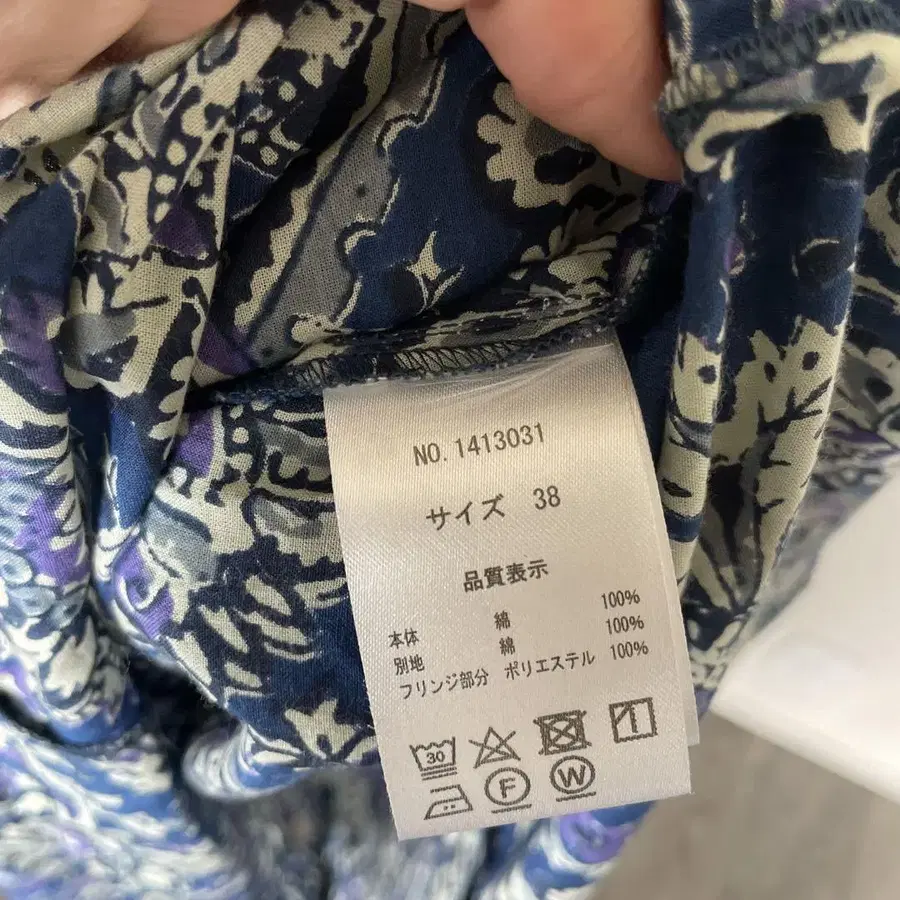 NO.1413031
サイズ 38
品質表示
本体 綿 100%
別地 綿 100%
フリンジ部分 ポリエステル 100%
30
F W